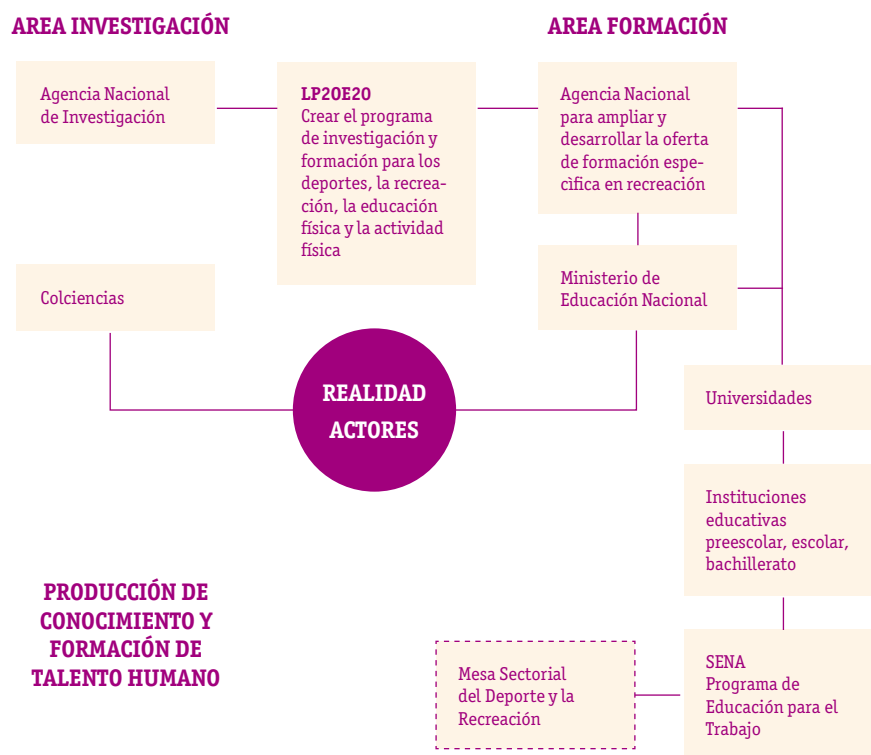 AREA INVESTIGACIÓN
AREA FORMACIÓN
Agencia Nacional
de Investigación
LP2OE20
Crear el programa
de investigación y
formación para los
deportes, la recrea-
ción, la educación
física y la actividad
física
Agencia Nacional
para ampliar y
desarrollar la oferta
de formación espe-
cìfica en recreación
Colciencias
Ministerio de
Educación Nacional
REALIDAD
ACTORES
Universidades
Instituciones
educativas
preescolar, escolar,
bachillerato
PRODUCCIÓN DE
CONOCIMIENTO Y
FORMACIÓN DE
TALENTO HUMANO
Mesa Sectorial
del Deporte y la
Recreación
SENA
Programa de
Educación para el
Trabajo